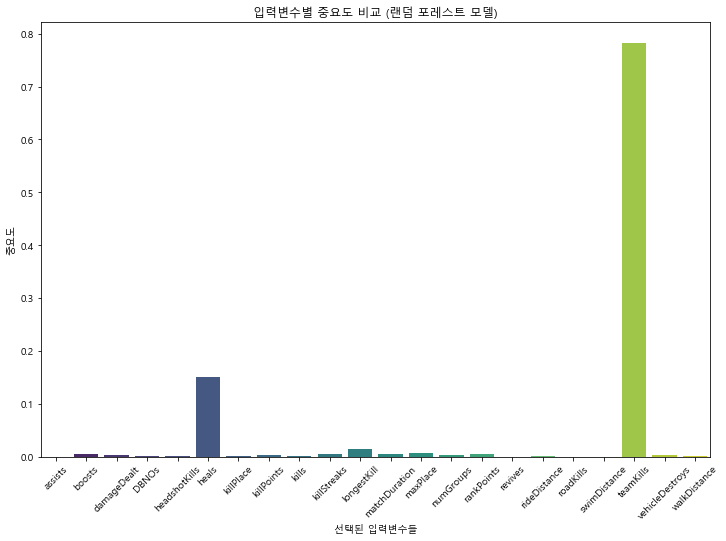 입력변수별 중요도 비교 (랜덤 포레스트 모델)
0.8
0.7
0.6
0.5
0.4
0.3
0.2
0.1
0.0
중요도
assists
boosts
damageDealt
DBNOs
headshotKills
heals
killPlace
killPoints
kills
killStreaks
longestKill
matchDuration
maxPlace
numGroups
rankPoints
revives
rideDistance
roadKills
swimDistance
teamKills
vehicleDestroys
walkDistance
선택된 입력변수들